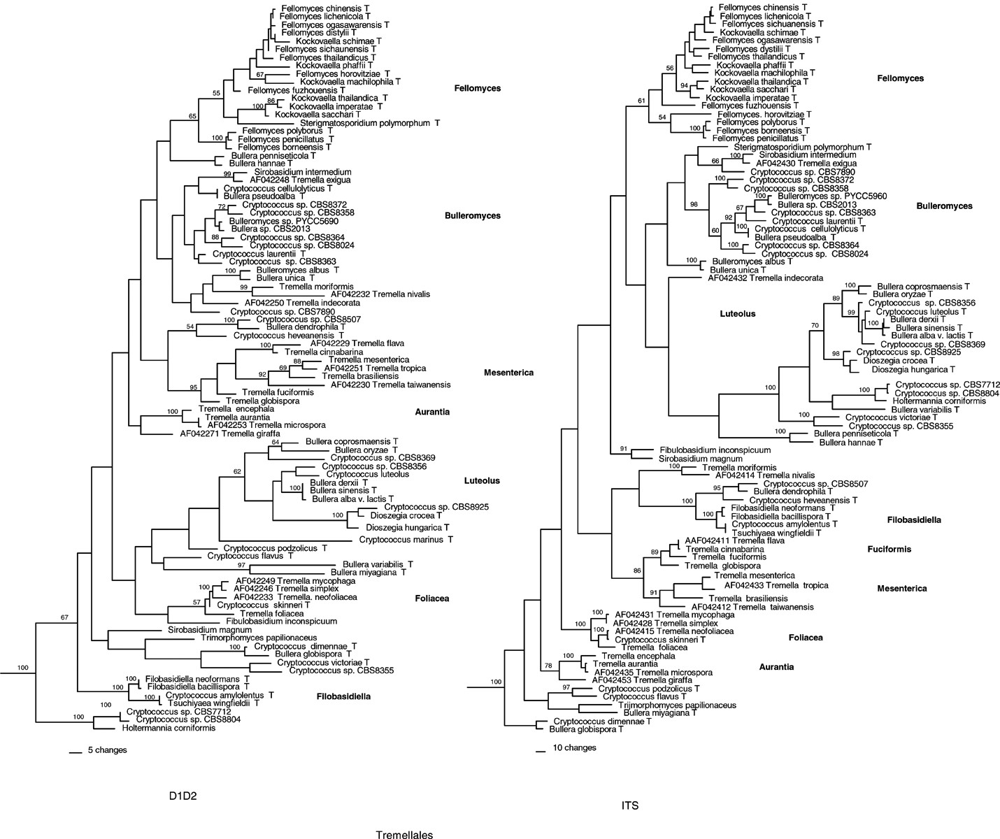 Fellomyces chinensis T
Fellomyces lichenicola T
Fellomyces ogasawarensis T
Fellomyces distylii T
Kockovaella schimae T
Fellomyces sichaunensis T
Fellomyces thailandicus T
Kockovaella phaffii T
67
Fellomyces horovitziae T
Kockovaella machilophila T
Fellomyces
55
Fellomyces fuzhouensis T
Kockovaella thailandica T
86
100
Kockovaella imperatae T
Kockovaella sacchari T
65
Sterigmatosporidium polymorphum T
Fellomyces polyborus T
100
Fellomyces penicillatus T
Fellomyces borneensis T
Bullera penniseticola T
Bullera hannae T
99
Sirobasidium intermedium
AF042248 Tremella exigua
Cryptococcus cellulolyticus T
Bullera pseudoalba T
72
Cryptococcus sp. CBS8372
Cryptococcus sp. CBS8358
Bulleromyces
Bulleromyces sp. PYCC5690
Bullera sp. CBS2013
88
Cryptococcus sp. CBS8364
Cryptococcus sp. CBS8024
Cryptococcus laurentii T
Cryptococcus sp. CBS8363
100
Bulleromyces albus T
Bullera unica T
99
Tremella moriformis
AF042232 Tremella nivalis
AF042250 Tremella indecorata
Cryptococcus sp. CBS7890
100
Cryptococcus sp. CBS8507
54
Bullera dendrophila T
Cryptococcus heveanensis T
100
AF042229 Tremella flava
Tremella cinnabarina
88
Tremella mesenterica
69
AF042251 Tremella tropica
92
Tremella brasiliensis
Mesenterica
AF042230 Tremella taiwanensis
95
Tremella fuciformis
Tremella globispora
100
Tremella encephala
Tremella aurantia
Aurantia
AF042253 Tremella microspora
AF042271 Tremella giraffa
64
Bullera coprosmaensis T
Bullera oryzae T
Cryptococcus sp. CBS8369
62
Cryptococcus sp. CBS8356
Cryptococcus luteolus
Luteolus
100
Bullera derxii T
Bullera sinensis T
Bullera alba v. lactis T
Cryptococcus sp. CBS8925
100
Dioszegia crocea T
Dioszegia hungarica T
Cryptococcus marinus T
Cryptococcus podzolicus T
Cryptococcus flavus T
97
Bullera variabilis T
Bullera miyagiana T
100
AF042249 Tremella mycophaga
AF042246 Tremella simplex
AF042233 Tremella. neofoliacea
Foliacea
57
Cryptococcus skinneri T
Tremella foliacea
Fibulobasidium inconspicuum
67
Sirobasidium magnum
Trimorphomyces papilionaceus
100
Cryptococcus dimennae T
Bullera globispora T
Cryptococcus victoriae T
Cryptococcus sp. CBS8355
100
100
Filobasidiella neoformans T
100
Filobasidiella bacillispora T
100
Cryptococcus amylolentus T
Tsuchiyaea wingfieldii T
Filobasidiella
100
Cryptococcus sp. CBS7712
100
Cryptococcus sp. CBS8804
Holtermannia corniformis
5 changes
D1D2
Fellomyces chinensis T
Fellomyces lichenicola T
Fellomyces sichuanensis T
Kockovaella schimae T
Fellomyces ogasawarensis T
Fellomyces dystilii T
Fellomyces thailandicus T
56
Kockovaella phaffii T
Kockovaella machilophila T
Fellomyces
94
Kockovaella thailandica T
Kockovaella sacchari T
Kockovaella imperatae T
61
Fellomyces fuzhouensis T
54
Fellomyces. horovitziae T
Fellomyces polyborus T
100
Fellomyces borneensis T
Fellomyces penicillatus T
Sterigmatosporidium polymorphum T
100
Sirobasidium intermedium
66
AF042430 Tremella exigua
Cryptococcus sp. CBS7890
100
Cryptococcus sp. CBS8372
Cryptococcus sp. CBS8358
98
100
Bulleromyces sp. PYCC5960
67
Bullera sp. CBS2013
Bulleromyces
92
Cryptococcus sp. CBS8363
Cryptococcus laurentii T
60
100
Cryptococcus cellulolyticus T
Bullera pseudoalba T
100
Cryptococcus sp. CBS8364
Cryptococcus sp. CBS8024
100
Bulleromyces albus T
Bullera unica T
AF042432 Tremella indecorata
100
Bullera coprosmaensis T
89
Bullera oryzae T
Cryptococcus sp. CBS8356
Luteolus
99
Cryptococcus luteolus T
70
100
Bullera derxii T
Bullera sinensis T
Bullera alba v. lactis T
Cryptococcus sp. CBS8369
98
Cryptococcus sp. CBS8925
Dioszegia crocea T
Dioszegia hungarica T
100
100
Cryptococcus sp. CBS7712
Cryptococcus sp. CBS8804
Holtermannia corniformis
Bullera variabilis T
100
Cryptococcus victoriae T
Cryptococcus sp. CBS8355
100
Bullera penniseticola T
Bullera hannae T
91
Fibulobasidium inconspicuum
Sirobasidium magnum
100
Tremella moriformis
AF042414 Tremella nivalis
95
Cryptococcus sp. CBS8507
Bullera dendrophila T
100
Cryptococcus heveanensis T
100
Filobasidiella neoformans T
Filobasidiella bacillispora T
Filobasidiella
Cryptococcus amylolentus T
Tsuchiyaea wingfieldii T
AAF042411 Tremella flava
89
Tremella cinnabarina
Fuciformis
Tremella fuciformis
Tremella globispora
86
Tremella mesenterica
AF042433 Tremella tropica
Mesenterica
91
Tremella brasiliensis
AF042412 Tremella taiwanensis
100
AF042431 Tremella mycophaga
100
AF042428 Tremella simplex
100
AF042415 Tremella neofoliacea
Cryptococcus skinneri T
Foliacea
Tremella foliacea
100
Tremella encephala
78
Tremella aurantia
Aurantia
AF042435 Tremella microspora
AF042453 Tremella giraffa
100
97
Cryptococcus podzolicus T
Cryptococcus flavus T
Trijmorphomyces papilionaceus
Bullera miyagiana T
Cryptococcus dimennae T
Bullera globispora T
10 changes
ITS
Tremellales